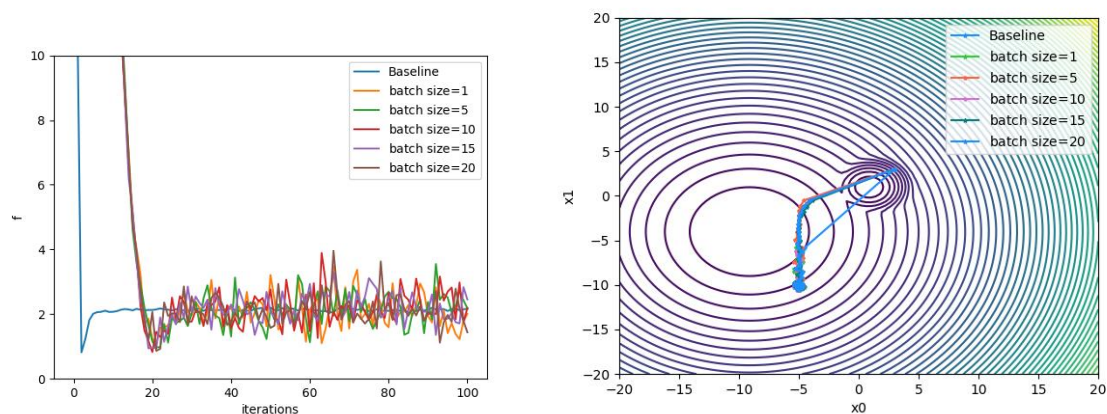 10
8
6
4
2
0
f
0
20
40
60
80
100
iterations
Baseline
batch size=1
batch size=5
batch size=10
batch size=15
batch size=20
20
15
10
5
0
−5
−10
−15
−20
x1
−20
−15
−10
−5
0
5
10
15
20
x0
Baseline
batch size=1
batch size=5
batch size=10
batch size=15
batch size=20